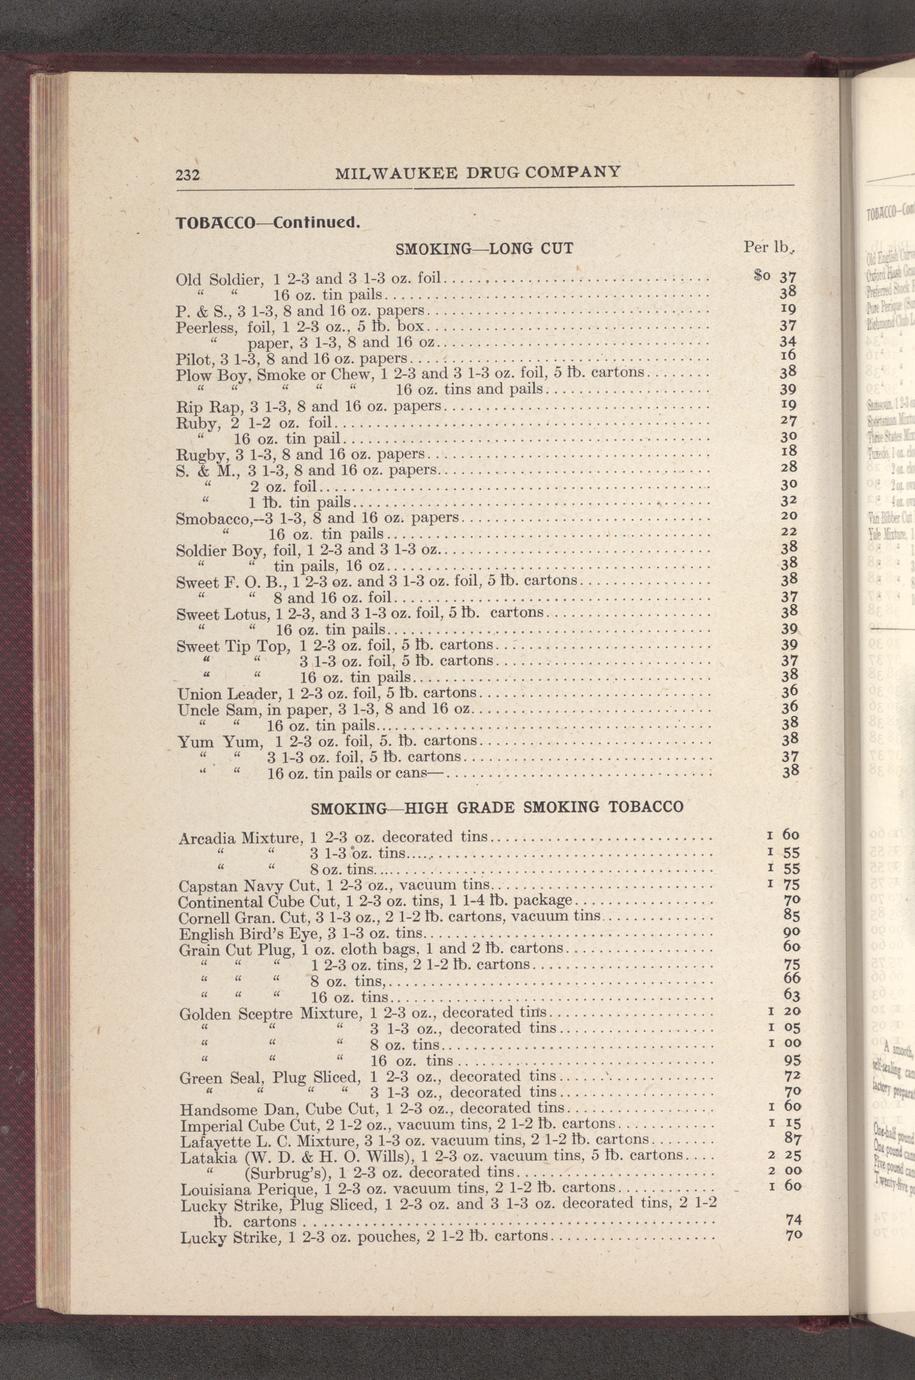 232 MILWAUKEE DRUG COMPANY
TOBACCO—Continued.
SMOKING—LONG CUT Per lb.
Old Soldier, 1 2-3 and 3 1-3 oz. foil $0 37
" " 16 oz. tin pails 38
P. & S., 3 1-3, 8 and 16 oz. papers 19
Peerless, foil, 1 2-3 oz., 5 lb. box 37
" paper, 3 1-3, 8 and 16 oz. 34
Pilot, 3 1-3, 8 and 16 oz. papers 16
Plow Boy, Smoke or Chew, 1 2-3 and 3 1-3 oz. foil, 5 lb. cartons 38
" " " " " 16 oz. tins and pails 39
Rip Rap, 3 1-3, 8 and 16 oz. papers 19
Ruby, 2 1-2 oz. foil 27
" 16 oz. tin pail 30
Rugby, 3 1-3, 8 and 16 oz. papers 18
S. & M., 3 1-3, 8 and 16 oz. papers 28
" 2 oz. foil 30
" 1 lb. tin pails 32
Smobacco,--3 1-3, 8 and 16 oz. papers 20
" 16 oz. tin pails 22
Soldier Boy, foil, 1 2-3 and 3 1-3 oz. 38
" " tin pails, 16 oz 38
Sweet F. O. B., 1 2-3 oz. and 3 1-3 oz. foil, 5 lb. cartons 38
" " 8 and 16 oz. foil 37
Sweet Lotus, 1 2-3, and 3 1-3 oz. foil, 5 lb. cartons 38
" " 16 oz. tin pails 39
Sweet Tip Top, 1 2-3 oz. foil, 5 lb. cartons 39
" " 3 1-3 oz. foil, 5 lb. cartons 37
" " 16 oz. tin pails 38
Union Leader, 1 2-3 oz. foil, 5 lb. cartons 36
Uncle Sam, in paper, 3 1-3, 8 and 16 oz. 36
" " 16 oz. tin pails 38
Yum Yum, 1 2-3 oz. foil, 5. lb. cartons 38
" " 3 1-3 oz. foil, 5 lb. cartons 37
" " 16 oz. tin pails or cans— 38
SMOKING—HIGH GRADE SMOKING TOBACCO
Arcadia Mixture, 1 2-3 oz. decorated tins 1 60
" " 3 1-3 oz. tins 1 55
" " 8 oz. tins 1 55
Capstan Navy Cut, 1 2-3 oz., vacuum tins 1 75
Continental Cube Cut, 1 2-3 oz. tins, 1 1-4 lb. package 70
Cornell Gran. Cut, 3 1-3 oz., 2 1-2 lb. cartons, vacuum tins 85
English Bird's Eye, 3 1-3 oz. tins 90
Grain Cut Plug, 1 oz. cloth bags, 1 and 2 lb. cartons 60
" " " 1 2-3 oz. tins, 2 1-2 lb. cartons 75
" " " 8 oz. tins, 66
" " " 16 oz. tins 63
Golden Sceptre Mixture, 1 2-3 oz., decorated tins 1 20
" " " 3 1-3 oz., decorated tins 1 05
" " " 8 oz. tins 1 00
" " " 16 oz. tins 95
Green Seal, Plug Sliced, 1 2-3 oz., decorated tins 72
" " " " 3 1-3 oz., decorated tins 70
Handsome Dan, Cube Cut, 1 2-3 oz., decorated tins 1 60
Imperial Cube Cut, 2 1-2 oz., vacuum tins, 2 1-2 lb. cartons 1 15
Lafayette L. C. Mixture, 3 1-3 oz. vacuum tins, 2 1-2 lb. cartons 87
Latakia (W. D. & H. O. Wills), 1 2-3 oz. vacuum tins, 5 lb. cartons 2 25
" (Surbrug's), 1 2-3 oz. decorated tins 2 00
Louisiana Perique, 1 2-3 oz. vacuum tins, 2 1-2 lb. cartons 1 60
Lucky Strike, Plug Sliced, 1 2-3 oz. and 3 1-3 oz. decorated tins, 2 1-2
lb. cartons 74
Lucky Strike, 1 2-3 oz. pouches, 2 1-2 lb. cartons 70